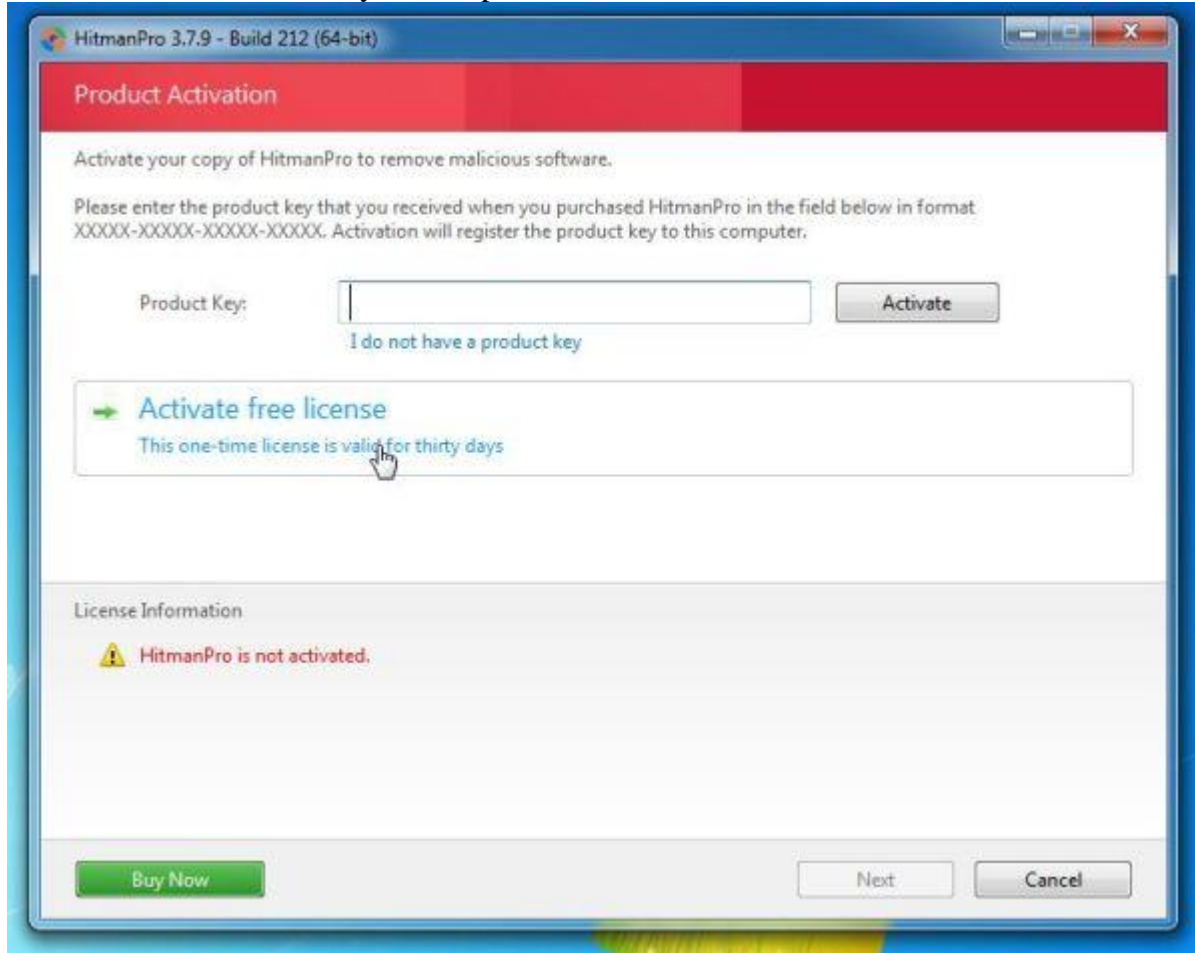 HitmanPro 3.7.9 - Build 212 (64-bit)
Product Activation
Activate your copy of HitmanPro to remove malicious software.
Please enter the product key that you received when you purchased HitmanPro in the field below in format
XXXXX-XXXXX-XXXXX-XXXXX. Activation will register the product key to this computer.
Product Key:
Activate
I do not have a product key
Activate free license
This one-time license is valid for thirty days
License Information
HitmanPro is not activated.
Buy Now
Next
Cancel